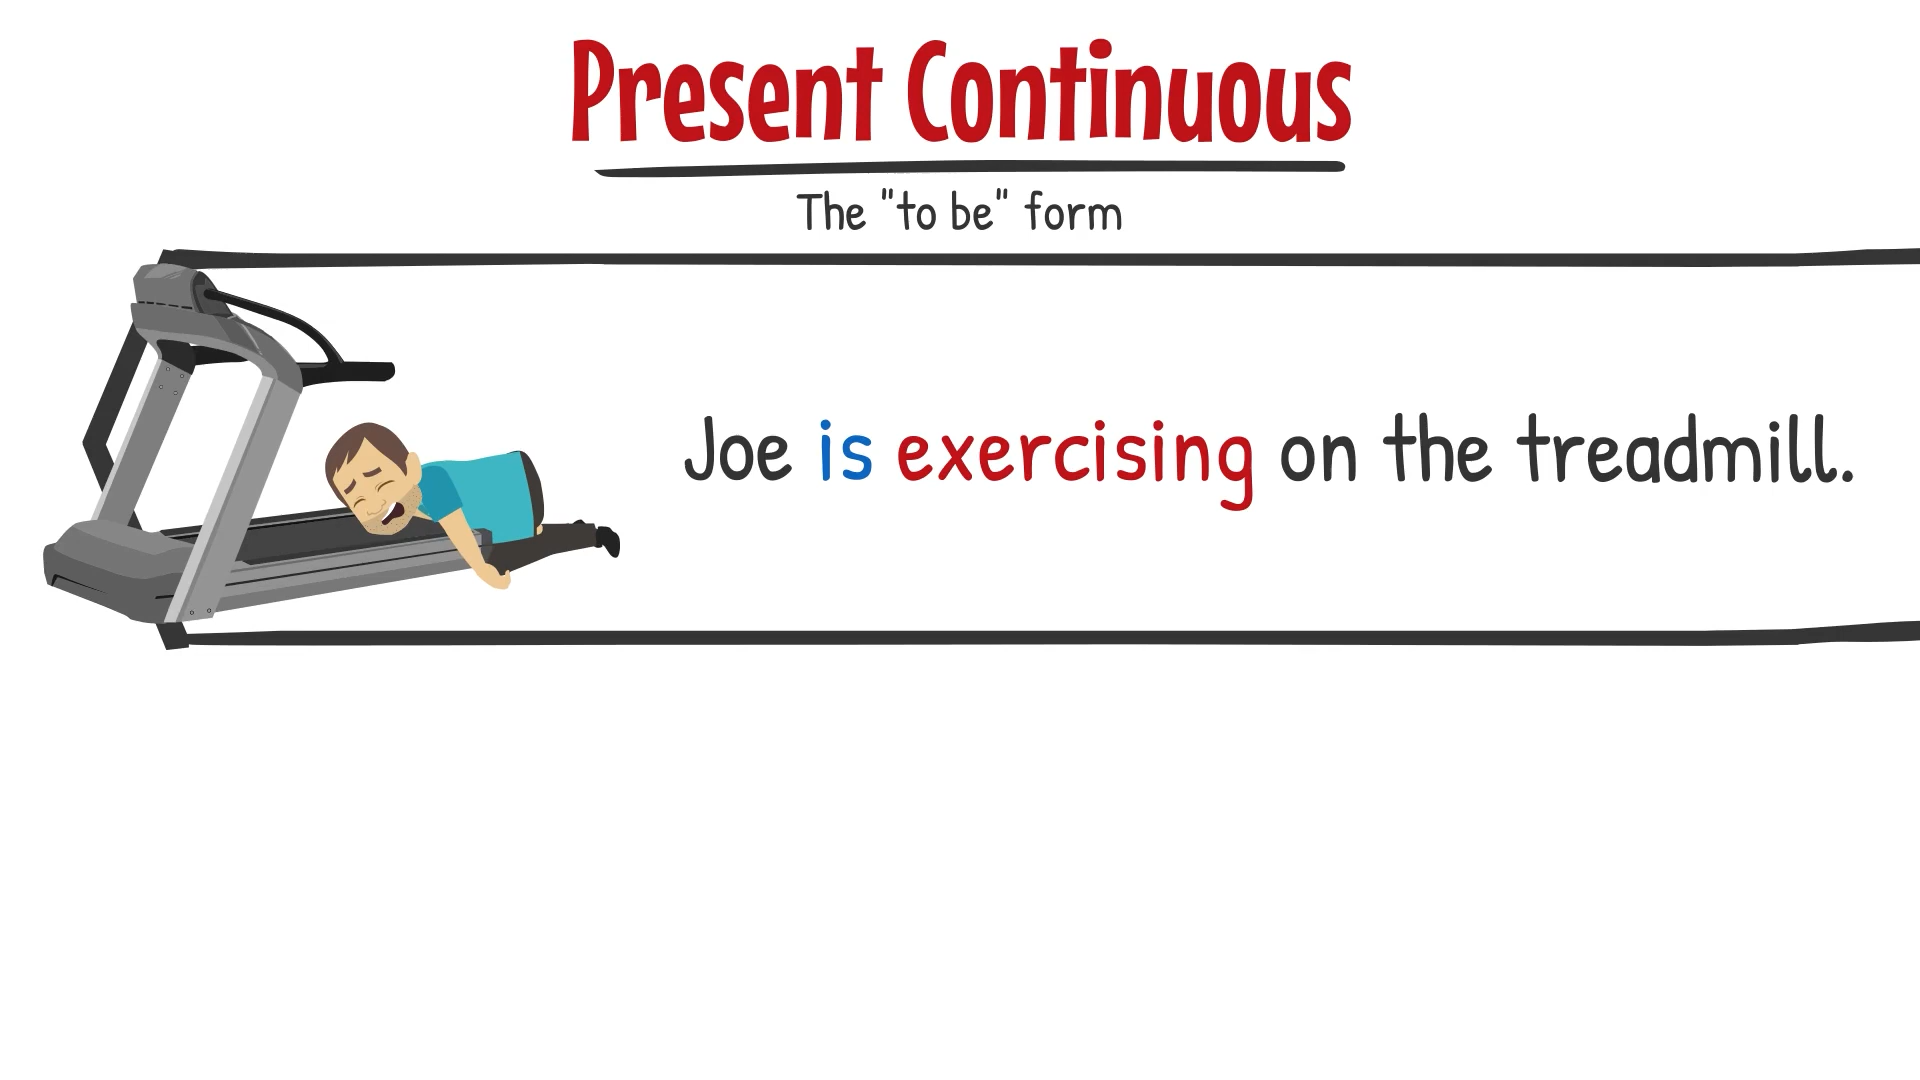 Present Continuous
The "to be" form
Joe is exercising on the treadmill.